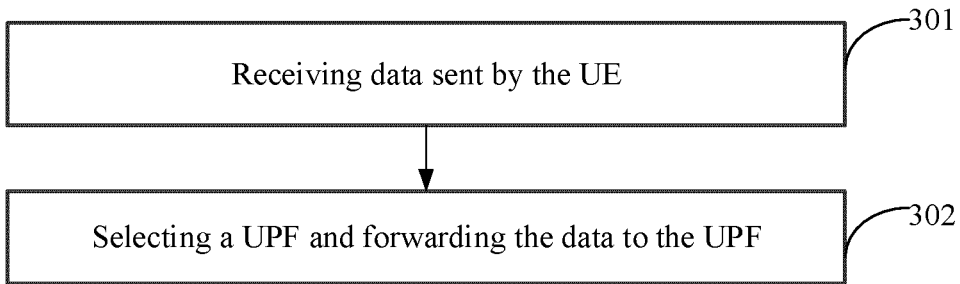 301
Receiving data sent by the UE
302
Selecting a UPF and forwarding the data to the UPF